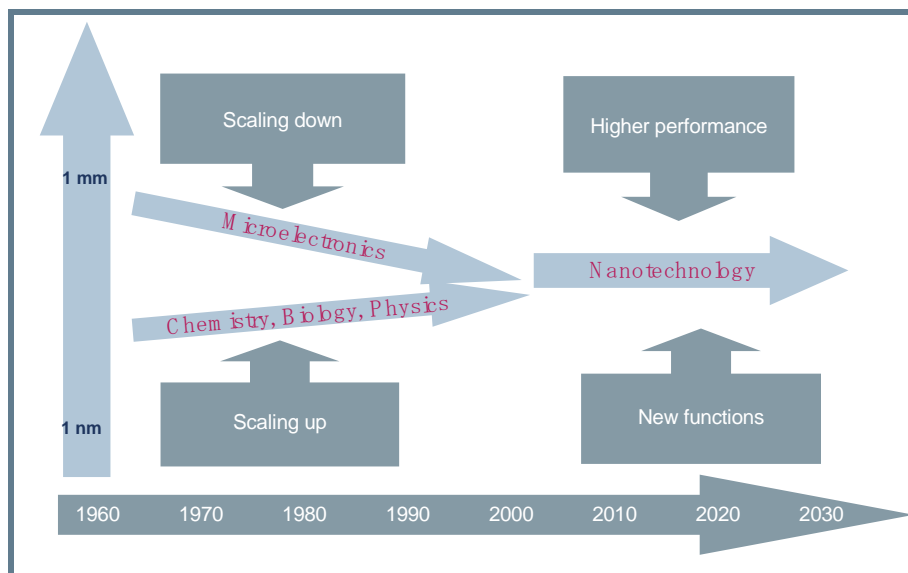 Scaling down
Higher performance
1 mm
Microelectronics
Nanotechnology
Chemistry, Biology, Physics
1 nm
Scaling up
New functions
1960 1970 1980 1990 2000 2010 2020 2030